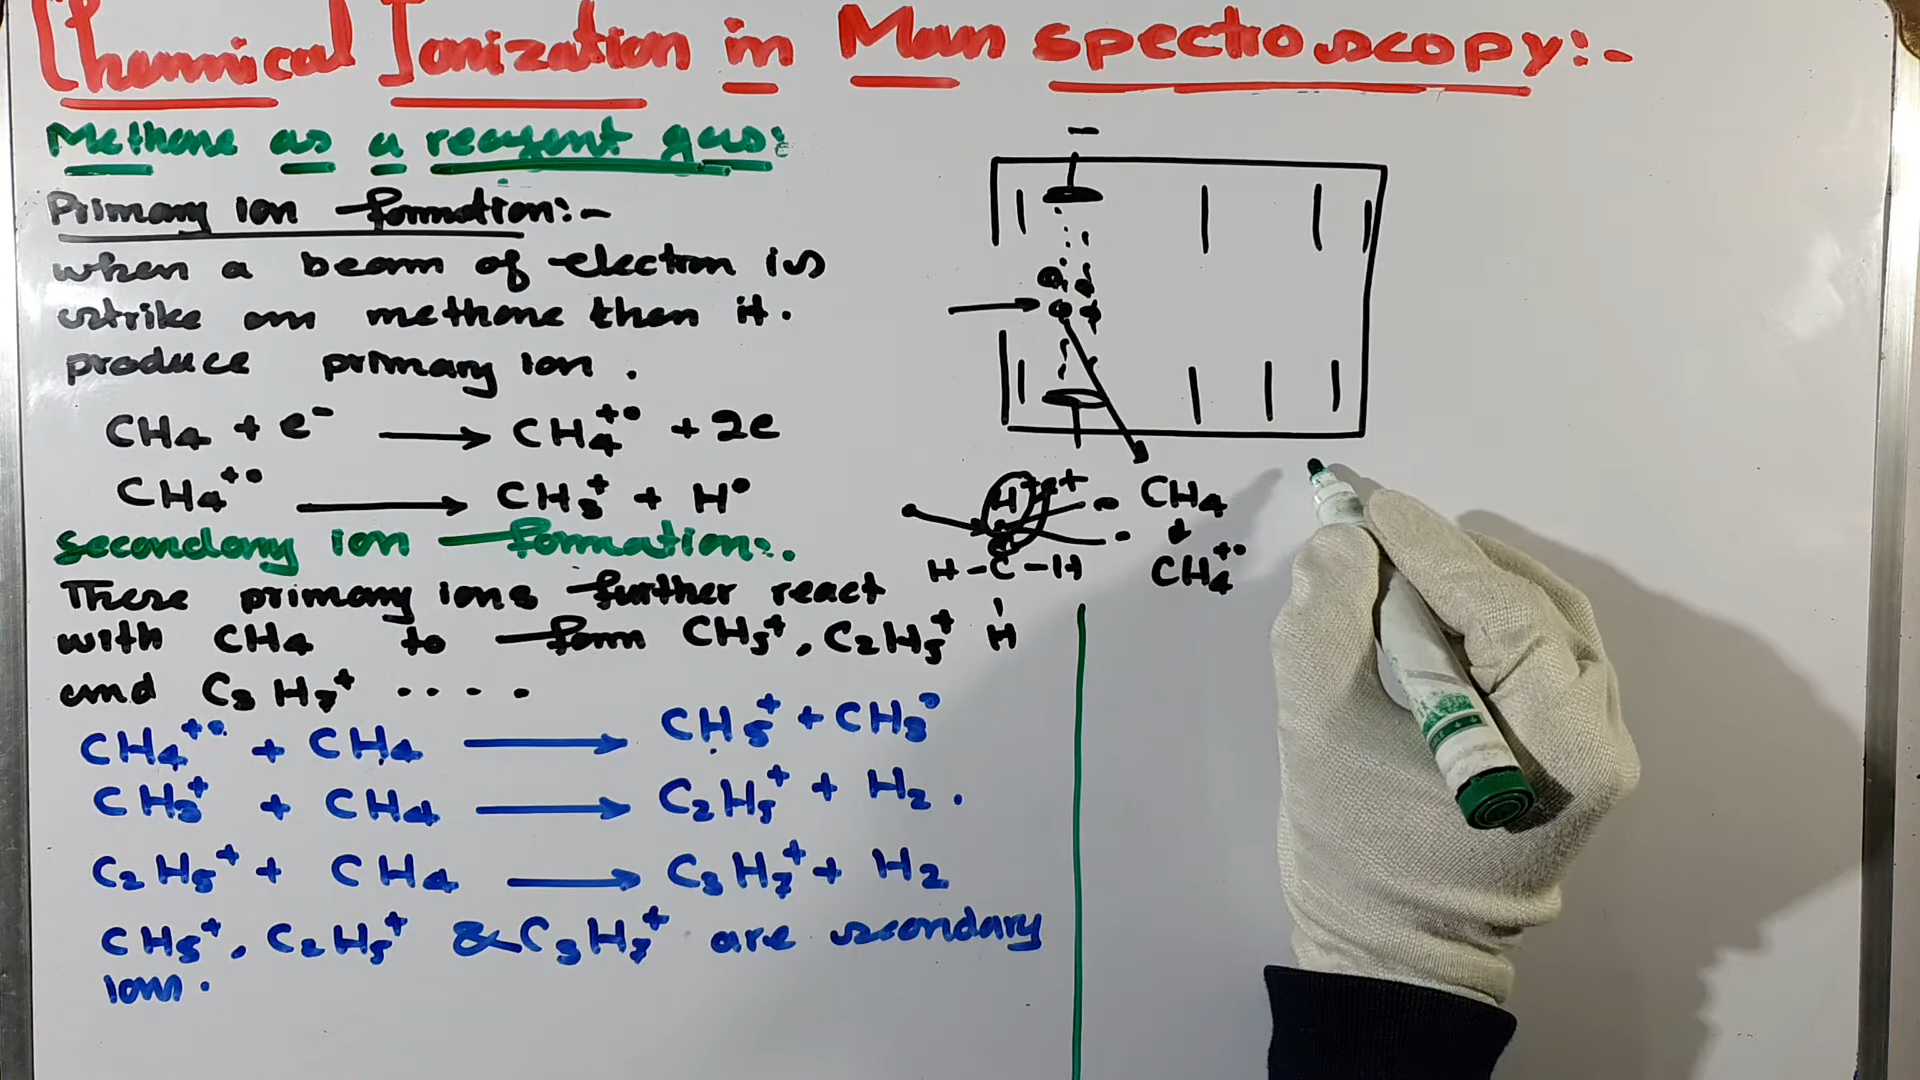 Chemical Ionization in Mass spectroscopy:-
Methane as a reagent gas:
Primary ion formation:-
when a beam of electron is
strike on methane then it.
produce primary ion.
CH4 + e⁻ → CH4⁺• + 2e
CH4⁺• → CH3⁺ + H•
Secondary ion formation:.
These primary ions further react
with CH4 to form CH5⁺, C2H5⁺
and C3H7⁺ ....
CH4⁺• + CH4 → CH5⁺ + CH3•
CH3⁺ + CH4 → C2H5⁺ + H2.
C2H5⁺ + CH4 → C3H7⁺ + H2
CH5⁺, C2H5⁺ & C3H7⁺ are secondary
ions.
−
H
H-C-H
H
CH4
↓
CH4⁺•